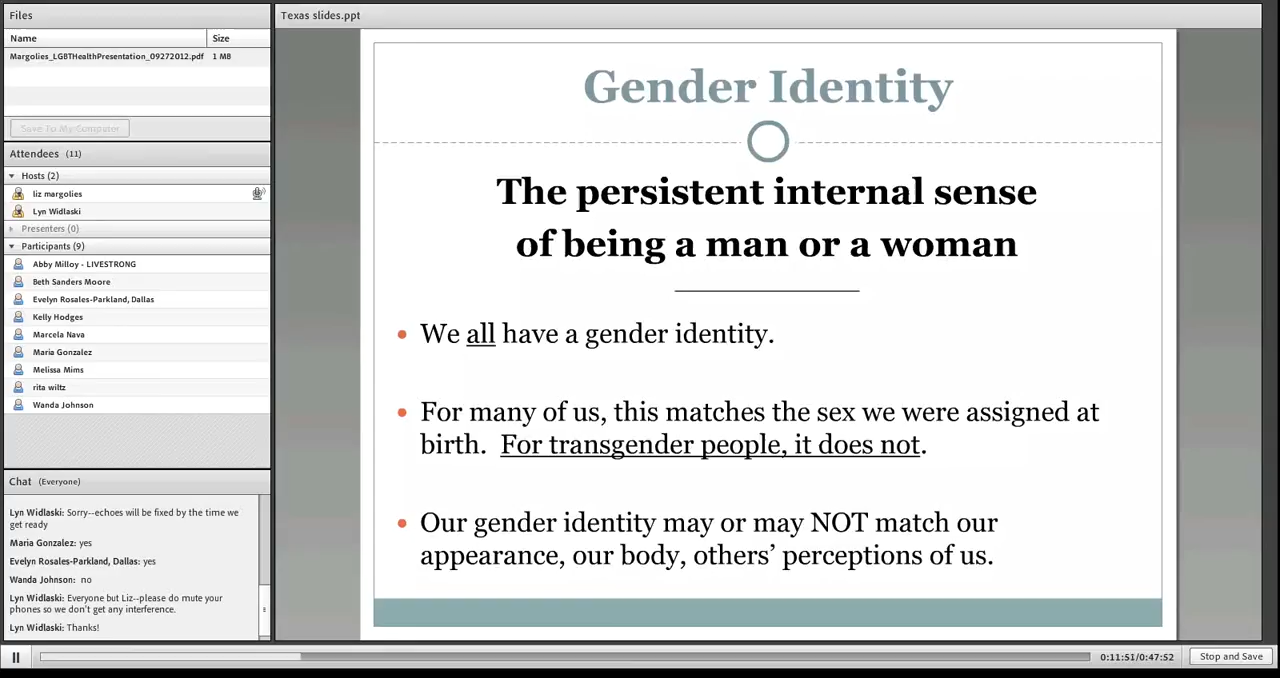 Files
Name Size
Margolies_LGBTHealthPresentation_09272012.pdf 1 MB
Save To My Computer
Attendees (11)
Hosts (2)
liz margolies
Lyn Widlaski
Presenters (0)
Participants (9)
Abby Milloy - LIVESTRONG
Beth Sanders Moore
Evelyn Rosales-Parkland, Dallas
Kelly Hodges
Marcela Nava
Maria Gonzalez
Melissa Mims
rita wiltz
Wanda Johnson
Chat (Everyone)
Lyn Widlaski: Sorry--echoes will be fixed by the time we
get ready
Maria Gonzalez: yes
Evelyn Rosales-Parkland, Dallas: yes
Wanda Johnson: no
Lyn Widlaski: Everyone but Liz--please do mute your
phones so we don't get any interference.
Lyn Widlaski: Thanks!
Texas slides.ppt
Gender Identity
The persistent internal sense
of being a man or a woman
• We all have a gender identity.
• For many of us, this matches the sex we were assigned at
birth. For transgender people, it does not.
• Our gender identity may or may NOT match our
appearance, our body, others’ perceptions of us.
0:11:51/0:47:52
Stop and Save